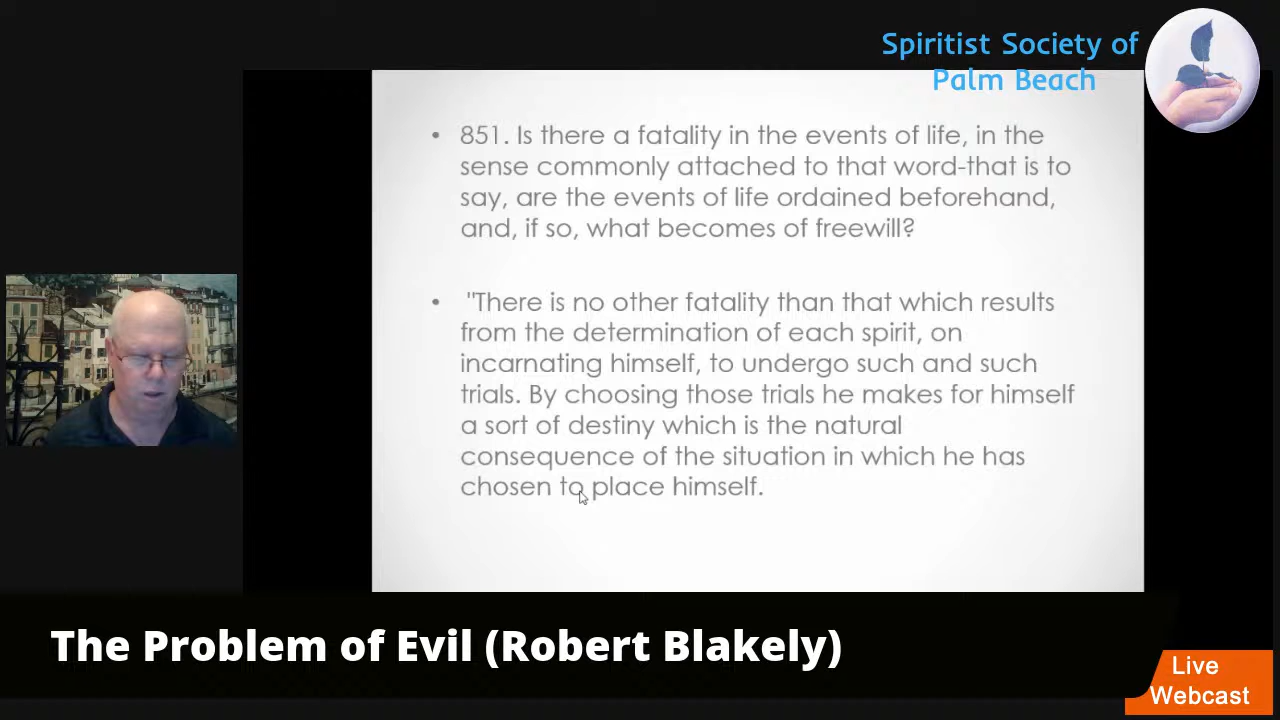 Spiritist Society of
Palm Beach
• 851. Is there a fatality in the events of life, in the
sense commonly attached to that word-that is to
say, are the events of life ordained beforehand,
and, if so, what becomes of freewill?
• "There is no other fatality than that which results
from the determination of each spirit, on
incarnating himself, to undergo such and such
trials. By choosing those trials he makes for himself
a sort of destiny which is the natural
consequence of the situation in which he has
chosen to place himself.
The Problem of Evil (Robert Blakely)
Live
Webcast